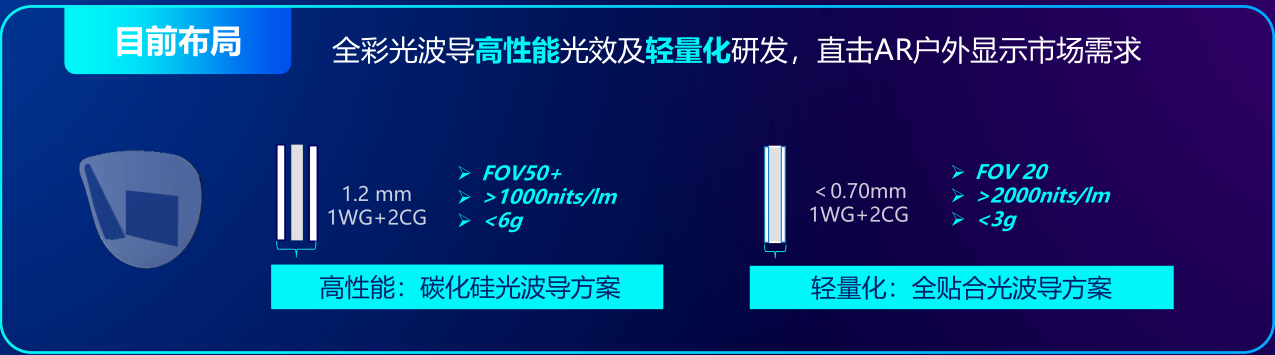 目前布局
全彩光波导高性能光效及轻量化研发，直击AR户外显示市场需求
1.2 mm
1WG+2CG
➢ FOV50+
➢ >1000nits/lm
➢ <6g
高性能：碳化硅光波导方案
＜0.70mm
1WG+2CG
➢ FOV 20
➢ >2000nits/lm
➢ <3g
轻量化：全贴合光波导方案